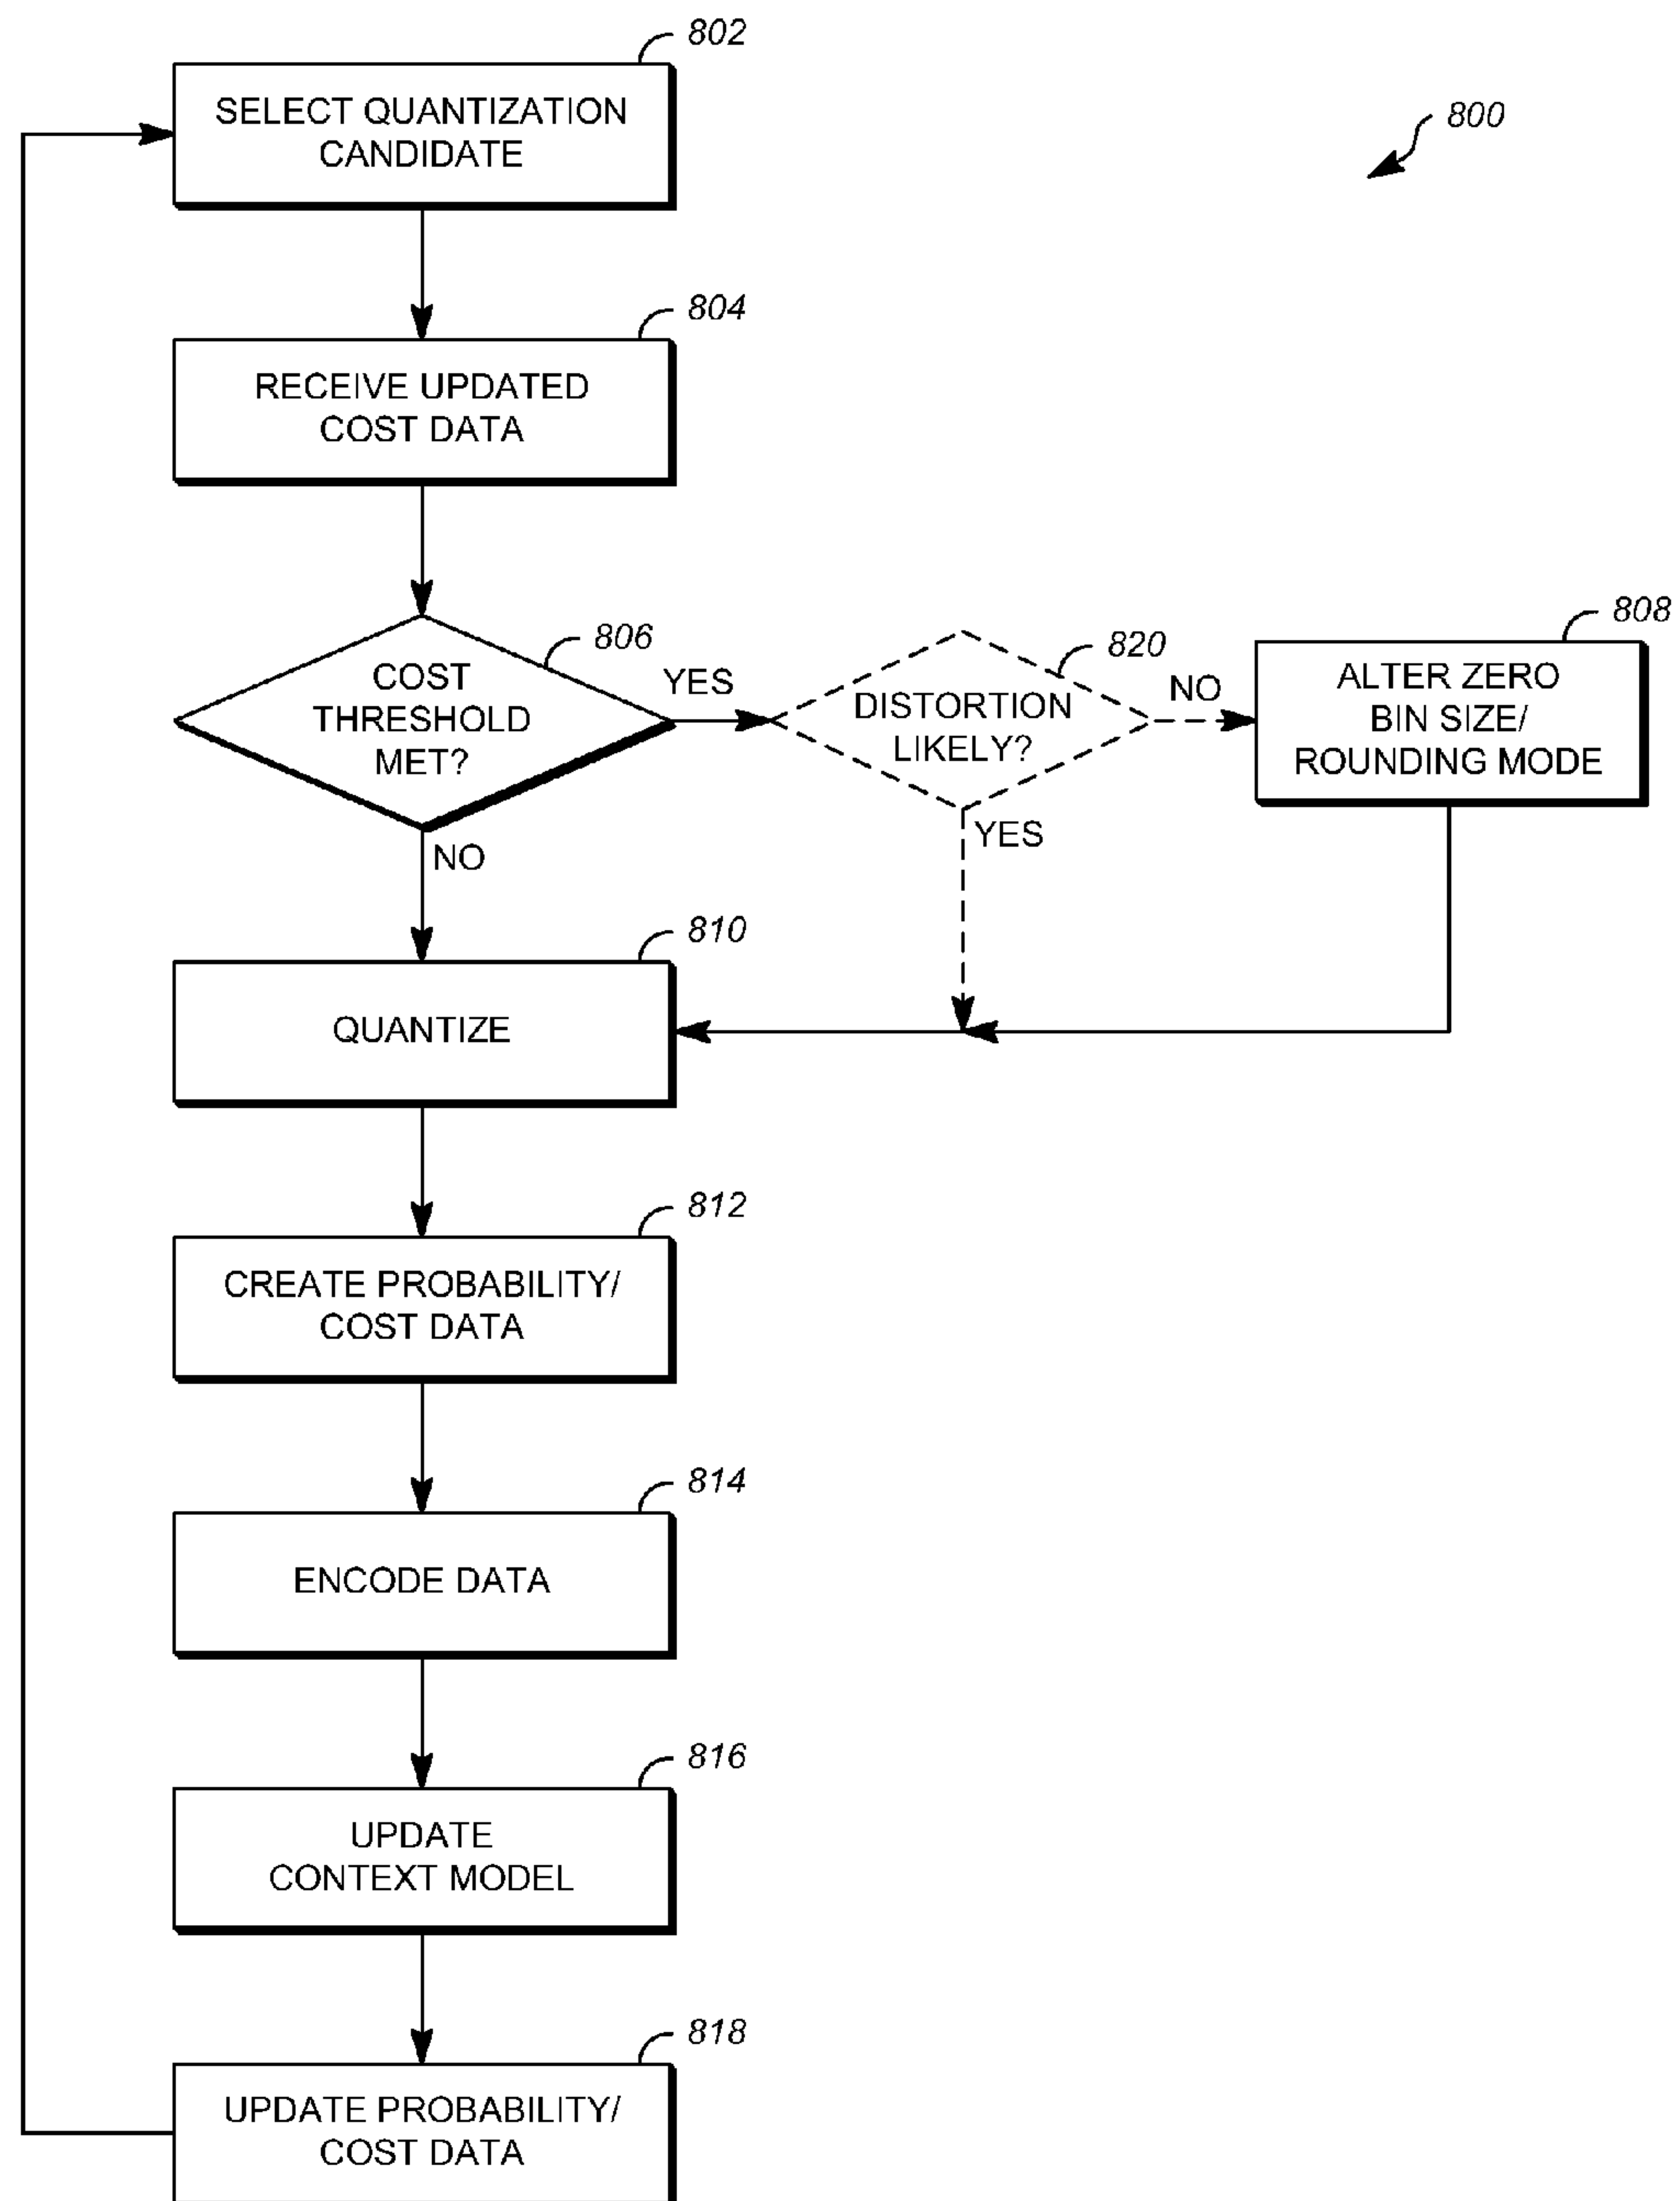 802
SELECT QUANTIZATION
CANDIDATE
800
804
RECEIVE UPDATED
COST DATA
806
COST
THRESHOLD
MET?
YES
NO
820
DISTORTION
LIKELY?
NO
YES
808
ALTER ZERO
BIN SIZE/
ROUNDING MODE
810
QUANTIZE
812
CREATE PROBABILITY/
COST DATA
814
ENCODE DATA
816
UPDATE
CONTEXT MODEL
818
UPDATE PROBABILITY/
COST DATA